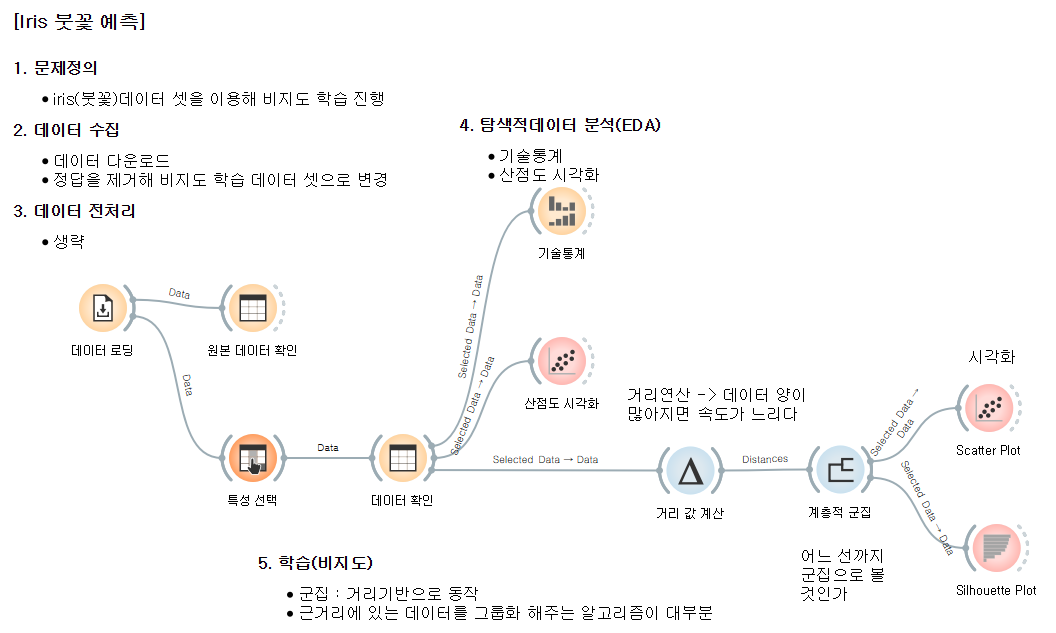 [Iris 붓꽃 예측]
1. 문제정의
• iris(붓꽃)데이터 셋을 이용해 비지도 학습 진행
2. 데이터 수집
• 데이터 다운로드
• 정답을 제거해 비지도 학습 데이터 셋으로 변경
3. 데이터 전처리
• 생략
4. 탐색적데이터 분석(EDA)
• 기술통계
• 산점도 시각화
기술통계
Data
데이터 로딩
원본 데이터 확인
Data
Selected Data → Data
Selected Data → Data
산점도 시각화
특성 선택
Data
데이터 확인
Selected Data → Data
거리연산 -> 데이터 양이
많아지면 속도가 느리다
거리 값 계산
Distances
계층적 군집
시각화
Selected Data →
Data
Scatter Plot
Selected Data → Data
Silhouette Plot
어느 선까지
군집으로 볼
것인가
5. 학습(비지도)
• 군집 : 거리기반으로 동작
• 근거리에 있는 데이터를 그룹화 해주는 알고리즘이 대부분